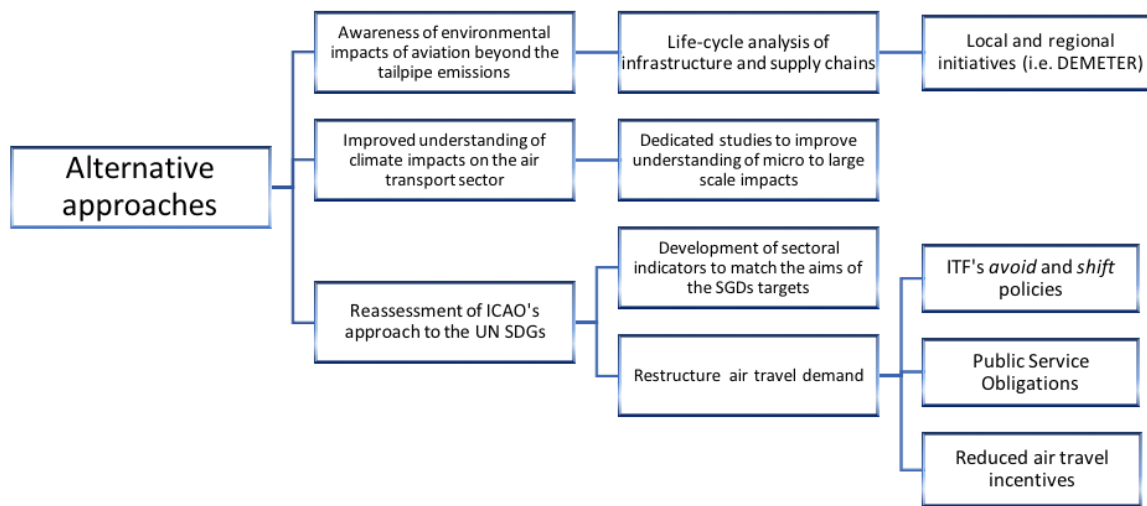 Alternative
approaches
Awareness of environmental
impacts of aviation beyond the
tailpipe emissions
Life-cycle analysis of
infrastructure and supply chains
Local and regional
initiatives (i.e. DEMETER)
Improved understanding of
climate impacts on the air
transport sector
Dedicated studies to improve
understanding of micro to large
scale impacts
Reassessment of ICAO's
approach to the UN SDGs
Development of sectoral
indicators to match the aims of
the SGDs targets
Restructure air travel demand
ITF's avoid and shift
policies
Public Service
Obligations
Reduced air travel
incentives